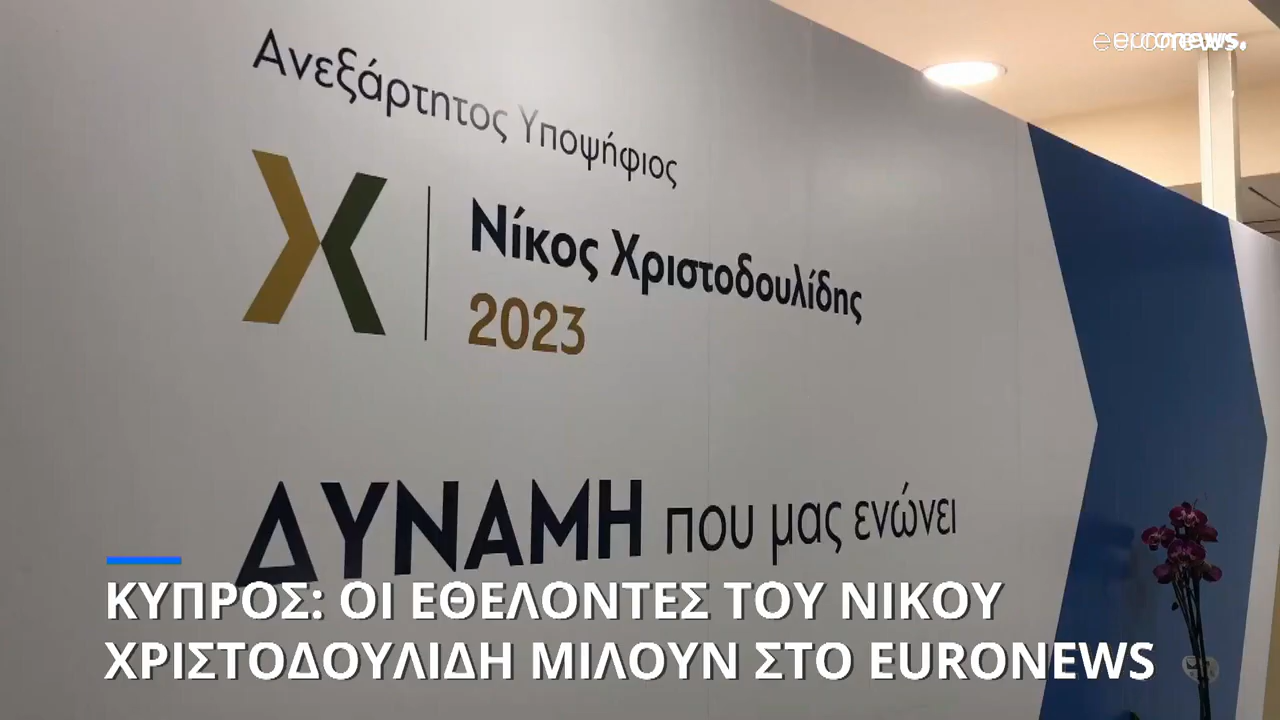 euronews.
Ανεξάρτητος Υποψήφιος
Νίκος Χριστοδουλίδης
2023
ΔΥΝΑΜΗ που μας ενώνει
ΚΥΠΡΟΣ: ΟΙ ΕΘΕΛΟΝΤΕΣ ΤΟΥ ΝΙΚΟΥ
ΧΡΙΣΤΟΔΟΥΛΙΔΗ ΜΙΛΟΥΝ ΣΤΟ EURONEWS